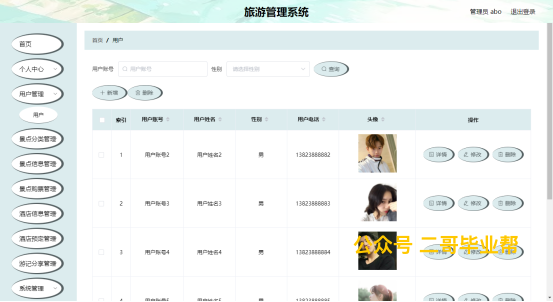 旅游管理系统
管理员 abo 退出登录
首页
个人中心
用户管理
用户
景点分类管理
景点信息管理
景点购票管理
酒店信息管理
酒店预定管理
游记分享管理
系统管理
首页 / 用户
用户账号 用户账号 性别 请选择性别 查询
+ 新增 删除
索引 用户账号 用户姓名 性别 用户电话 头像 操作
1 用户账号2 用户姓名2 男 13823888882 详情 修改 删除
2 用户账号3 用户姓名3 男 13823888883 详情 修改 删除
3 用户账号4 用户姓名4 男 13823888884 详情 修改 删除
公众号 二哥毕业帮
4 用户账号5 用户姓名5 男 13823888885 详情 修改 删除